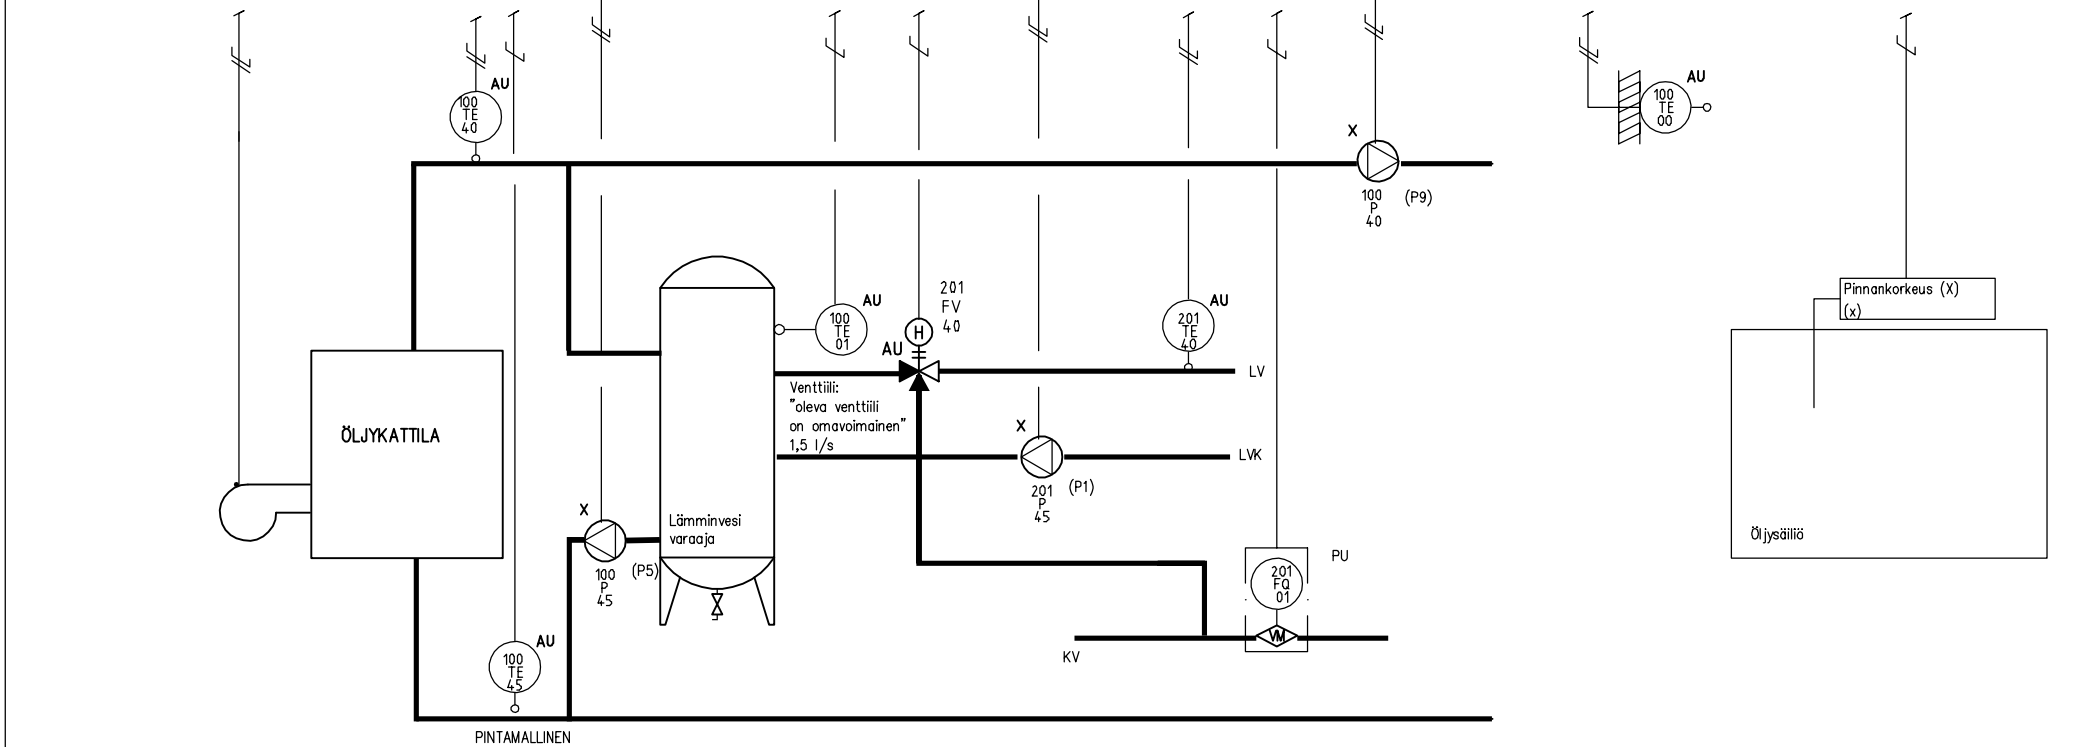 AU
100
TE
40
X
100
P
40
(P9)
AU
100
TE
00
Pinnankorkeus (X)
(x)
Öljysäiliö
ÖLJYKATTILA
AU
100
TE
01
201
FV
40
H
AU
AU
201
TE
40
LV
Venttiili:
"oleva venttiili
on omavoimainen"
1,5 l/s
X
LVK
201
P
45
(P1)
X
100
P
45
(P5)
Lämminvesi
varaaja
PU
201
FQ
01
VM
KV
AU
100
TE
45
PINTAMALLINEN